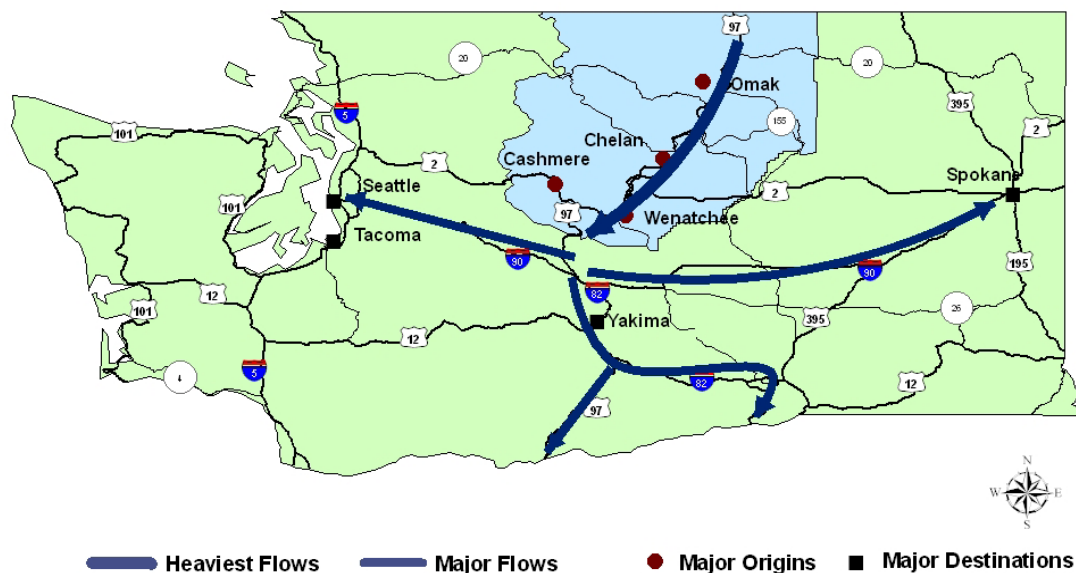 97
20
20
Omak
5
395
155
101
2
2
Chelan
Cashmere
Spokane
Seattle
2
101
97
Wenatchee
Tacoma
90
90
195
12
82
101
26
Yakima
395
12
5
4
82
12
97
N
W E
S
Heaviest Flows Major Flows Major Origins Major Destinations